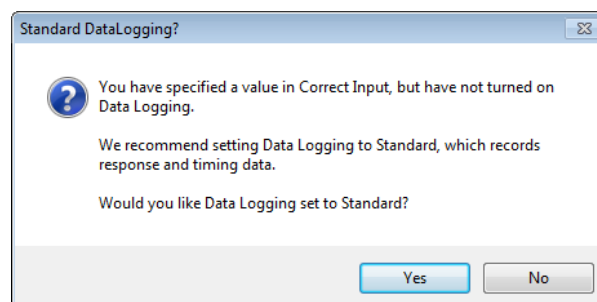 Standard DataLogging?
You have specified a value in Correct Input, but have not turned on
Data Logging.
We recommend setting Data Logging to Standard, which records
response and timing data.
Would you like Data Logging set to Standard?
Yes
No